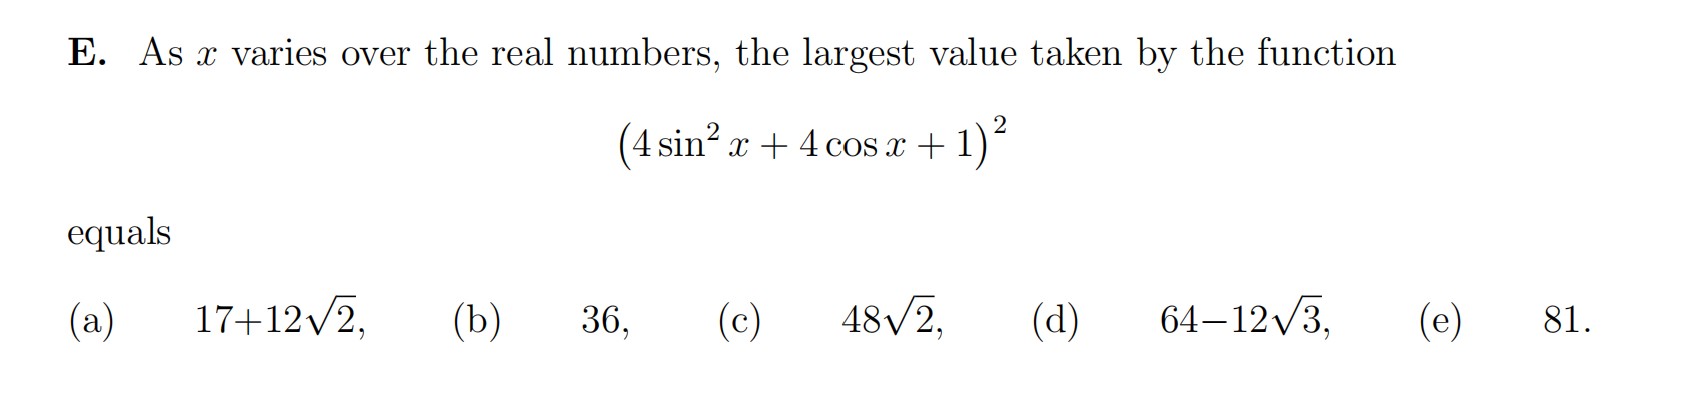 E. As x varies over the real numbers, the largest value taken by the function
(4 sin² x + 4 cos x + 1)²
equals
(a) 17+12√2, (b) 36, (c) 48√2, (d) 64−12√3, (e) 81.